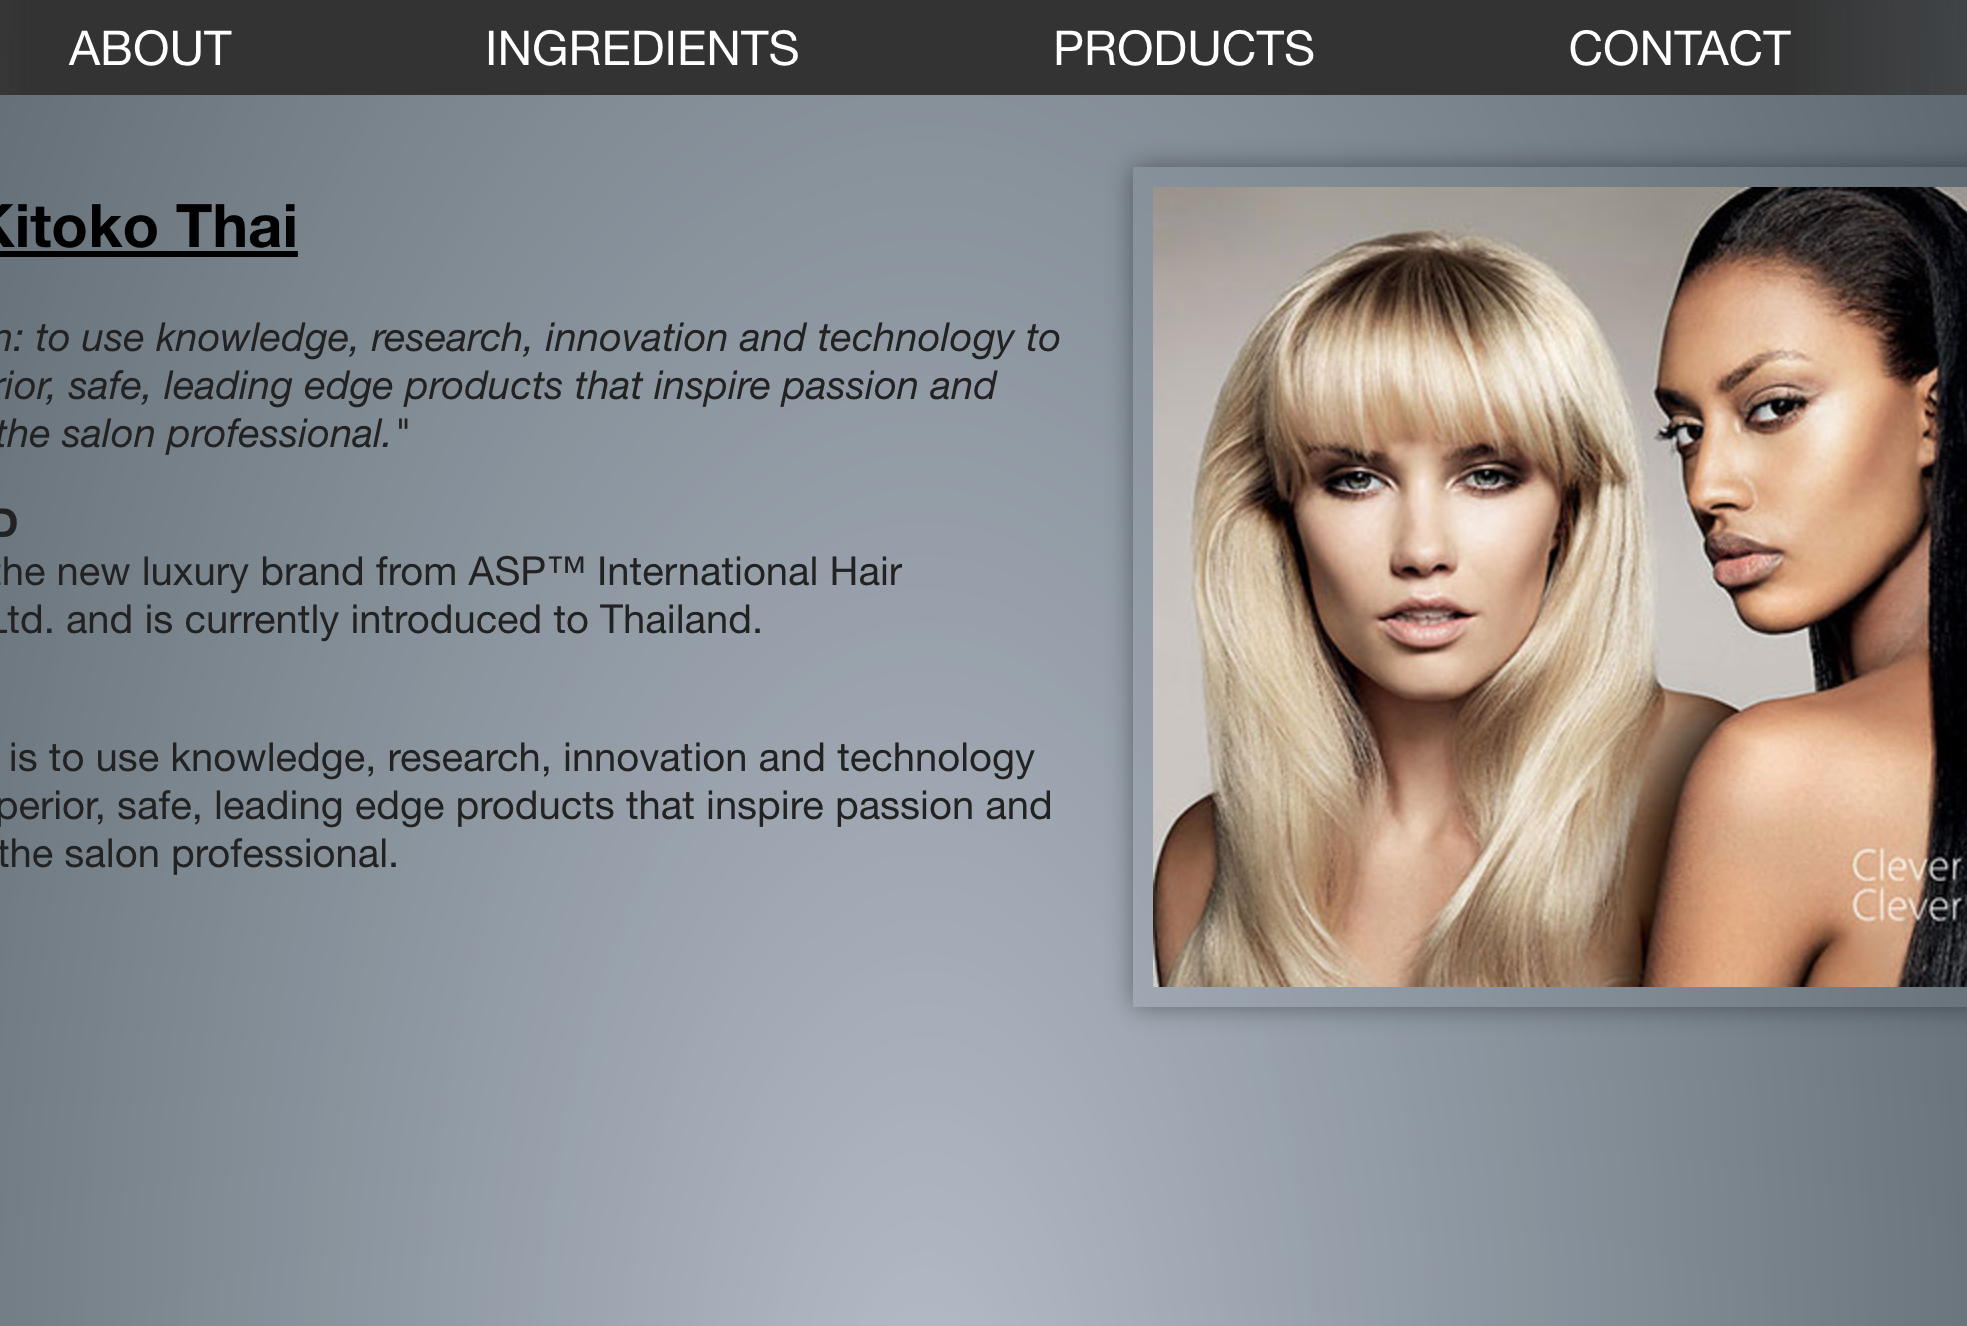 ABOUT INGREDIENTS PRODUCTS CONTACT
Kitoko Thai
n: to use knowledge, research, innovation and technology to
rior, safe, leading edge products that inspire passion and
the salon professional."
D
the new luxury brand from ASP™ International Hair
Ltd. and is currently introduced to Thailand.
is to use knowledge, research, innovation and technology
perior, safe, leading edge products that inspire passion and
the salon professional.
Clever
Clever